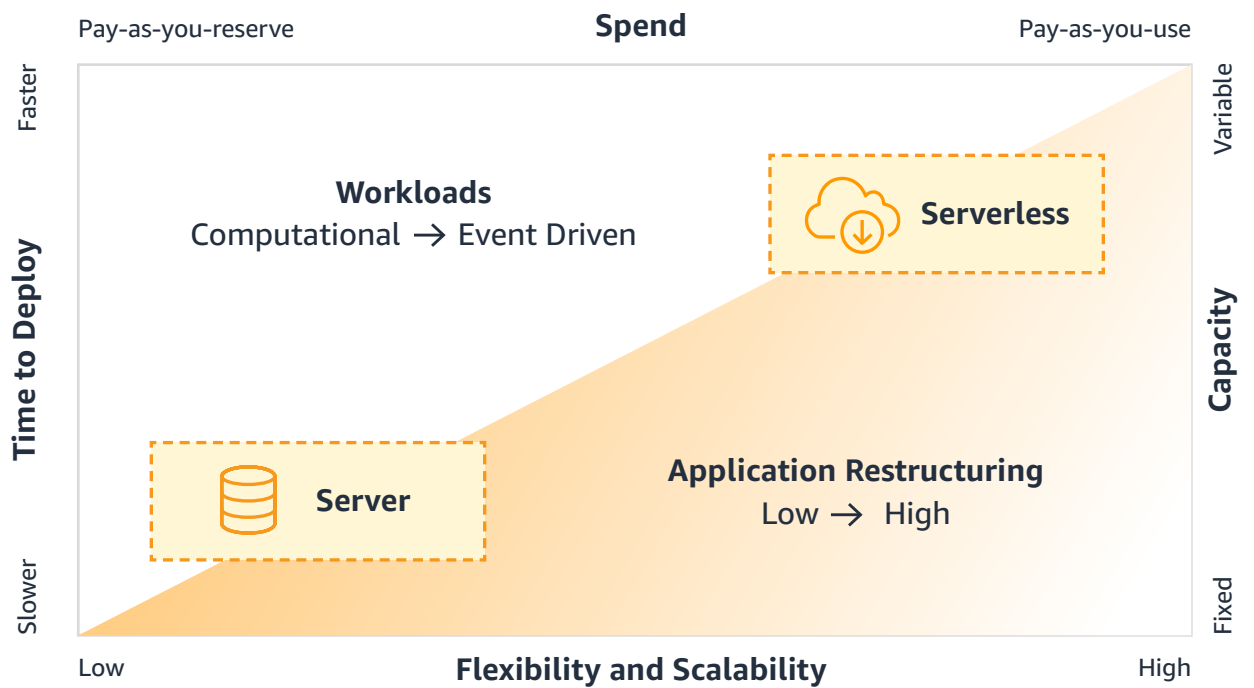 Pay-as-you-reserve
Spend
Pay-as-you-use
Faster
Variable
Workloads
Computational → Event Driven
Serverless
Time to Deploy
Capacity
Server
Application Restructuring
Low → High
Slower
Fixed
Low
Flexibility and Scalability
High